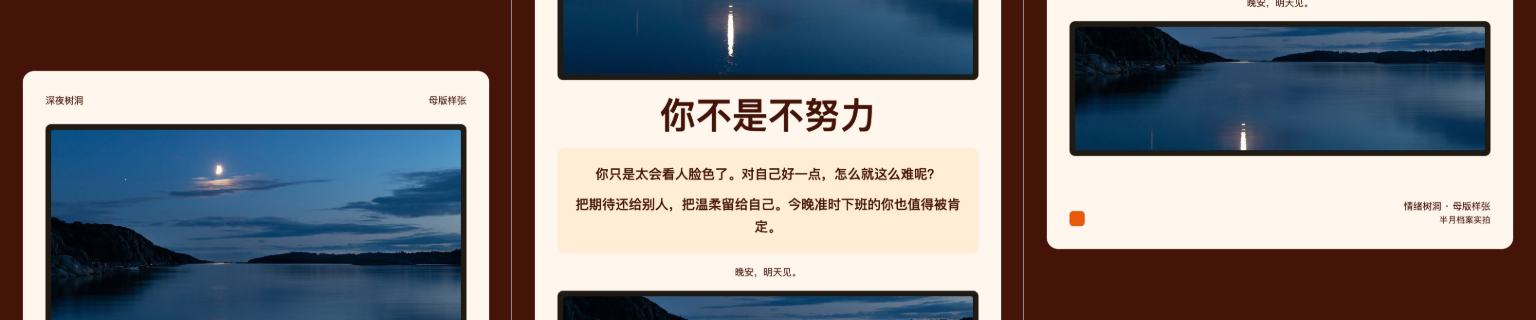 深夜树洞
母版样张
你不是不努力
你只是太会看人脸色了。对自己好一点，怎么就这么难呢？
把期待还给别人，把温柔留给自己。今晚准时下班的你也值得被肯
定。
晚安，明天见。
晚安，明天见。
情绪树洞 · 母版样张
半月档案实拍